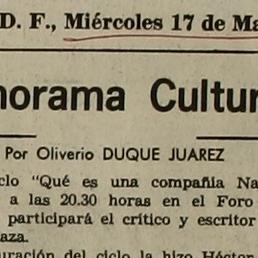 D. F., Miércoles 17 de Ma
norama Cultur
Por Oliverio DUQUE JUAREZ
clo "Qué es una compañía Na
a las 20.30 horas en el Foro
participará el crítico y escritor
aza.
uración del ciclo la hizo Héctor